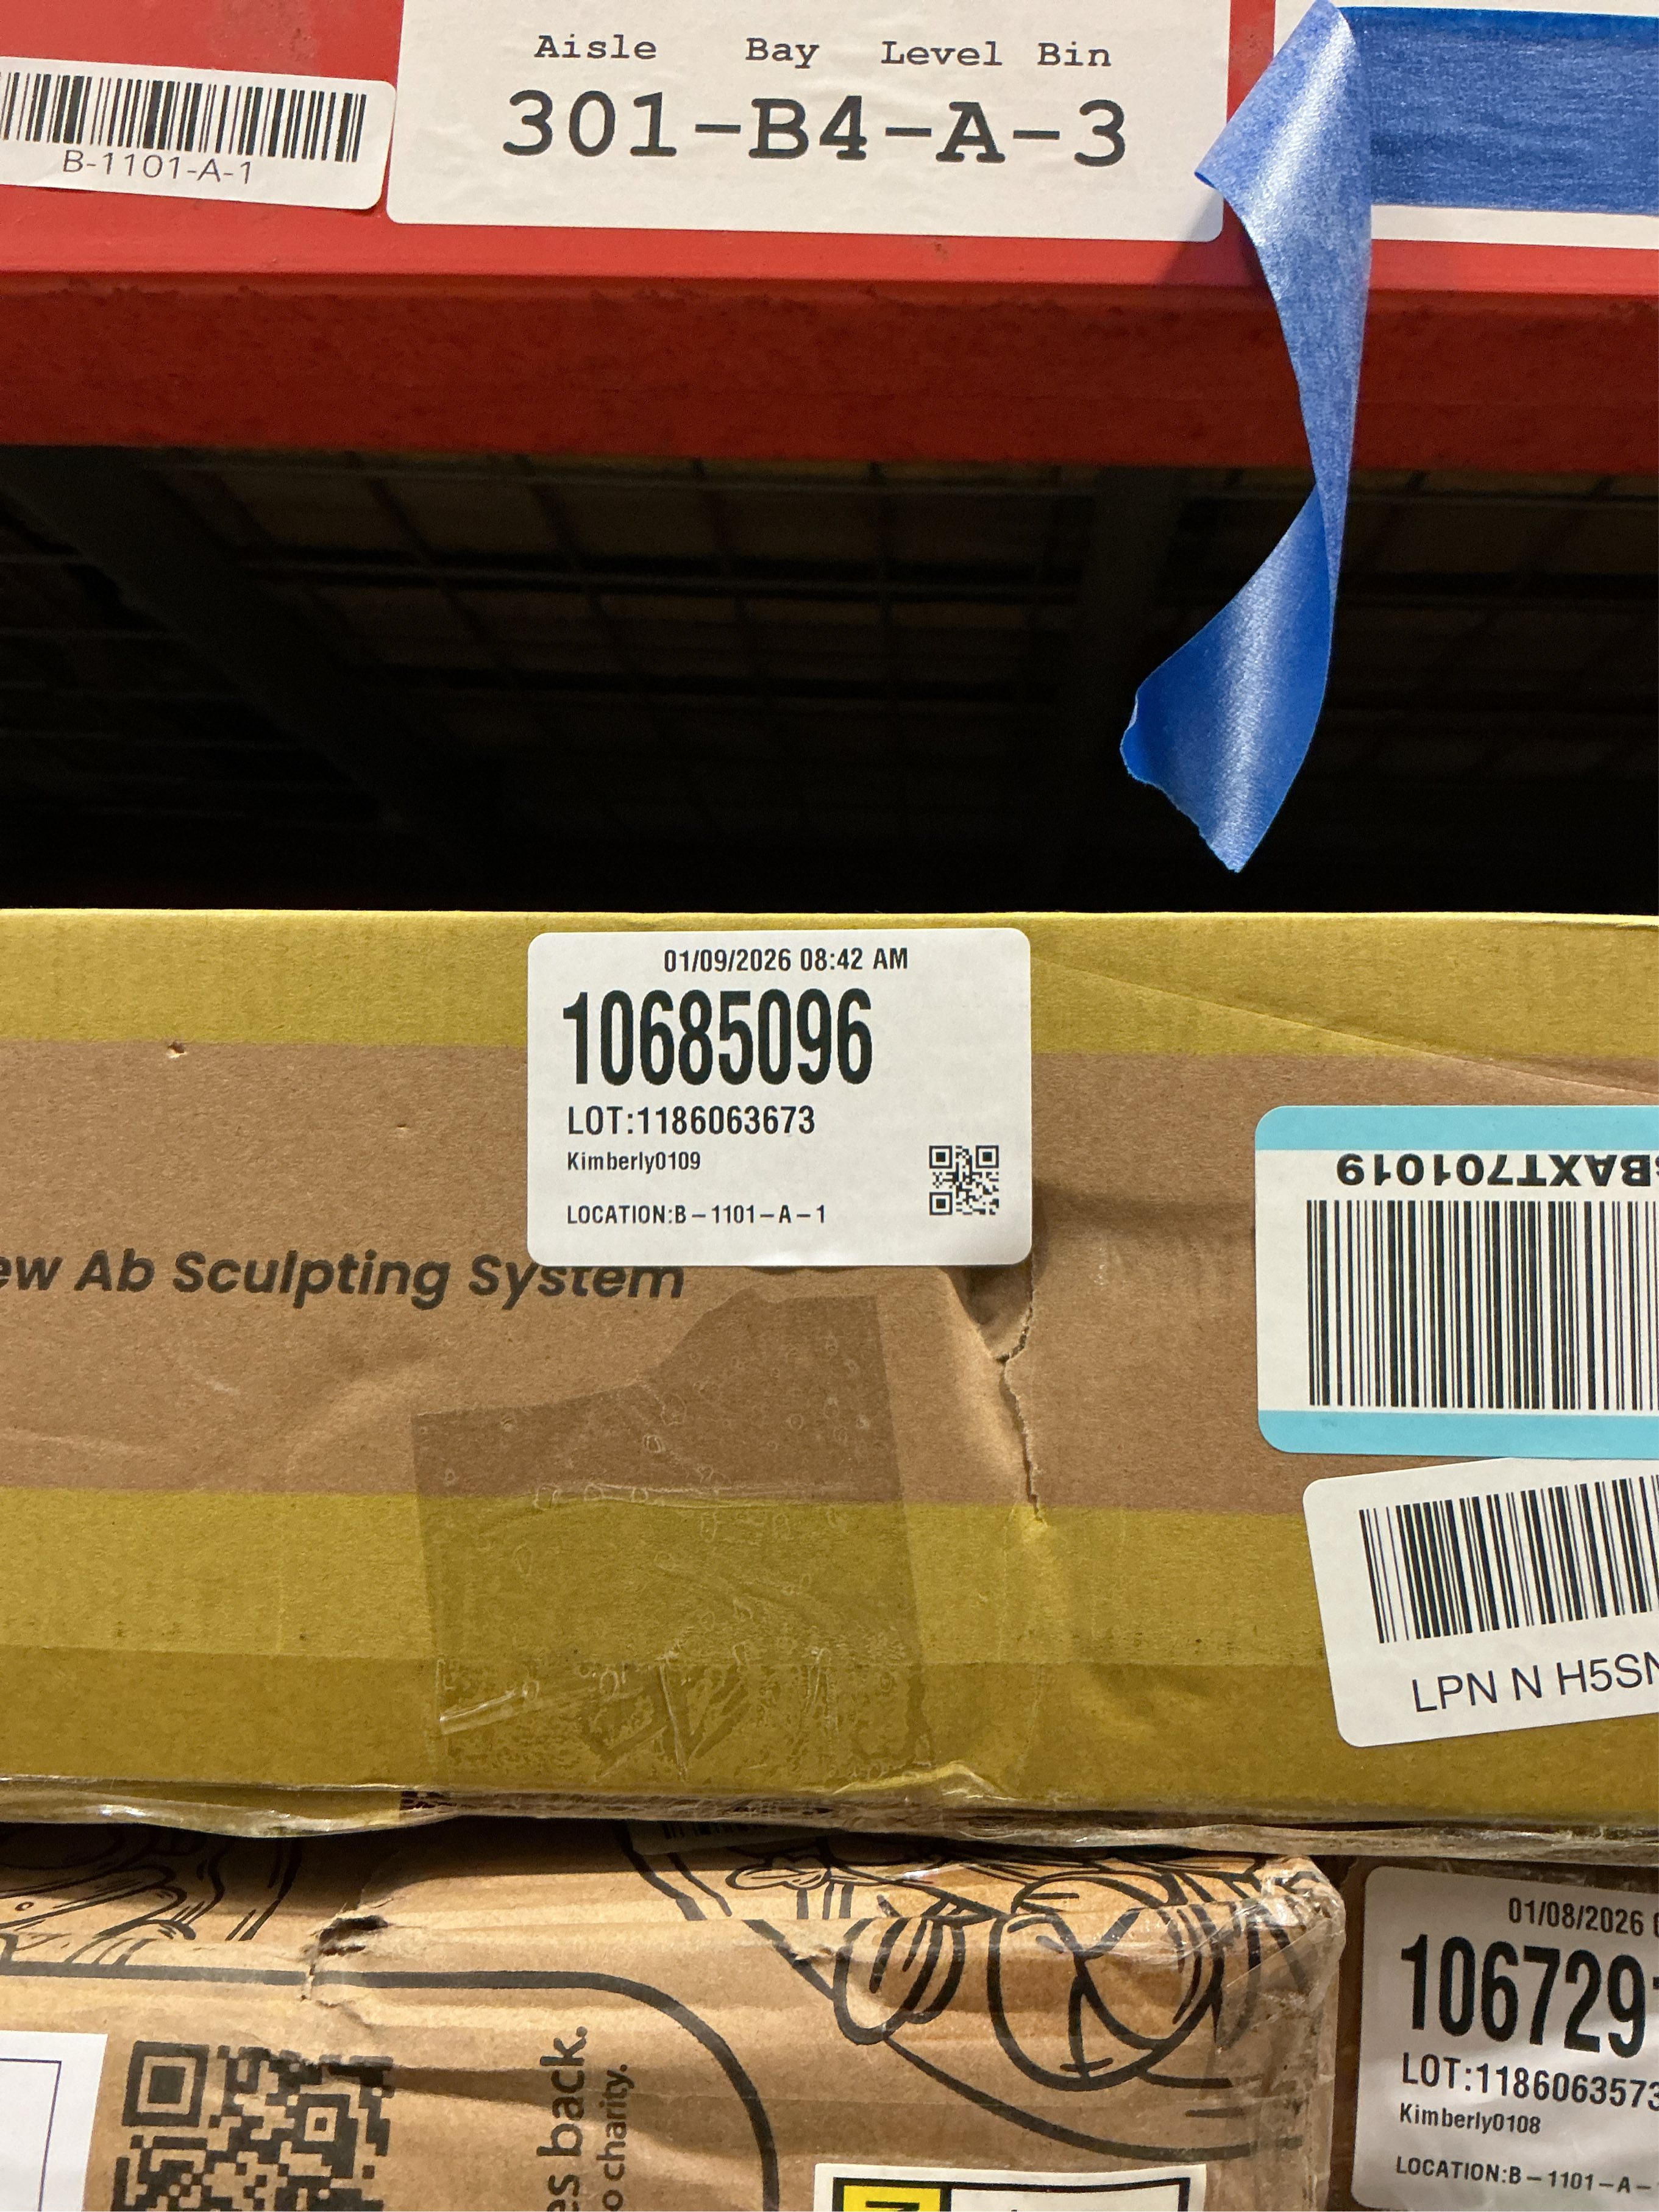 Aisle Bay Level Bin
301-B4-A-3
B-1101-A-1
01/09/2026 08:42 AM
10685096
LOT:1186063673
Kimberly0109
LOCATION:B-1101-A-1
ew Ab Sculpting System
BAXT701019
LPN N H5SN
01/08/2026
106729
LOT:1186063573
Kimberly0108
LOCATION:B-1101-A-
es back.
o charity.